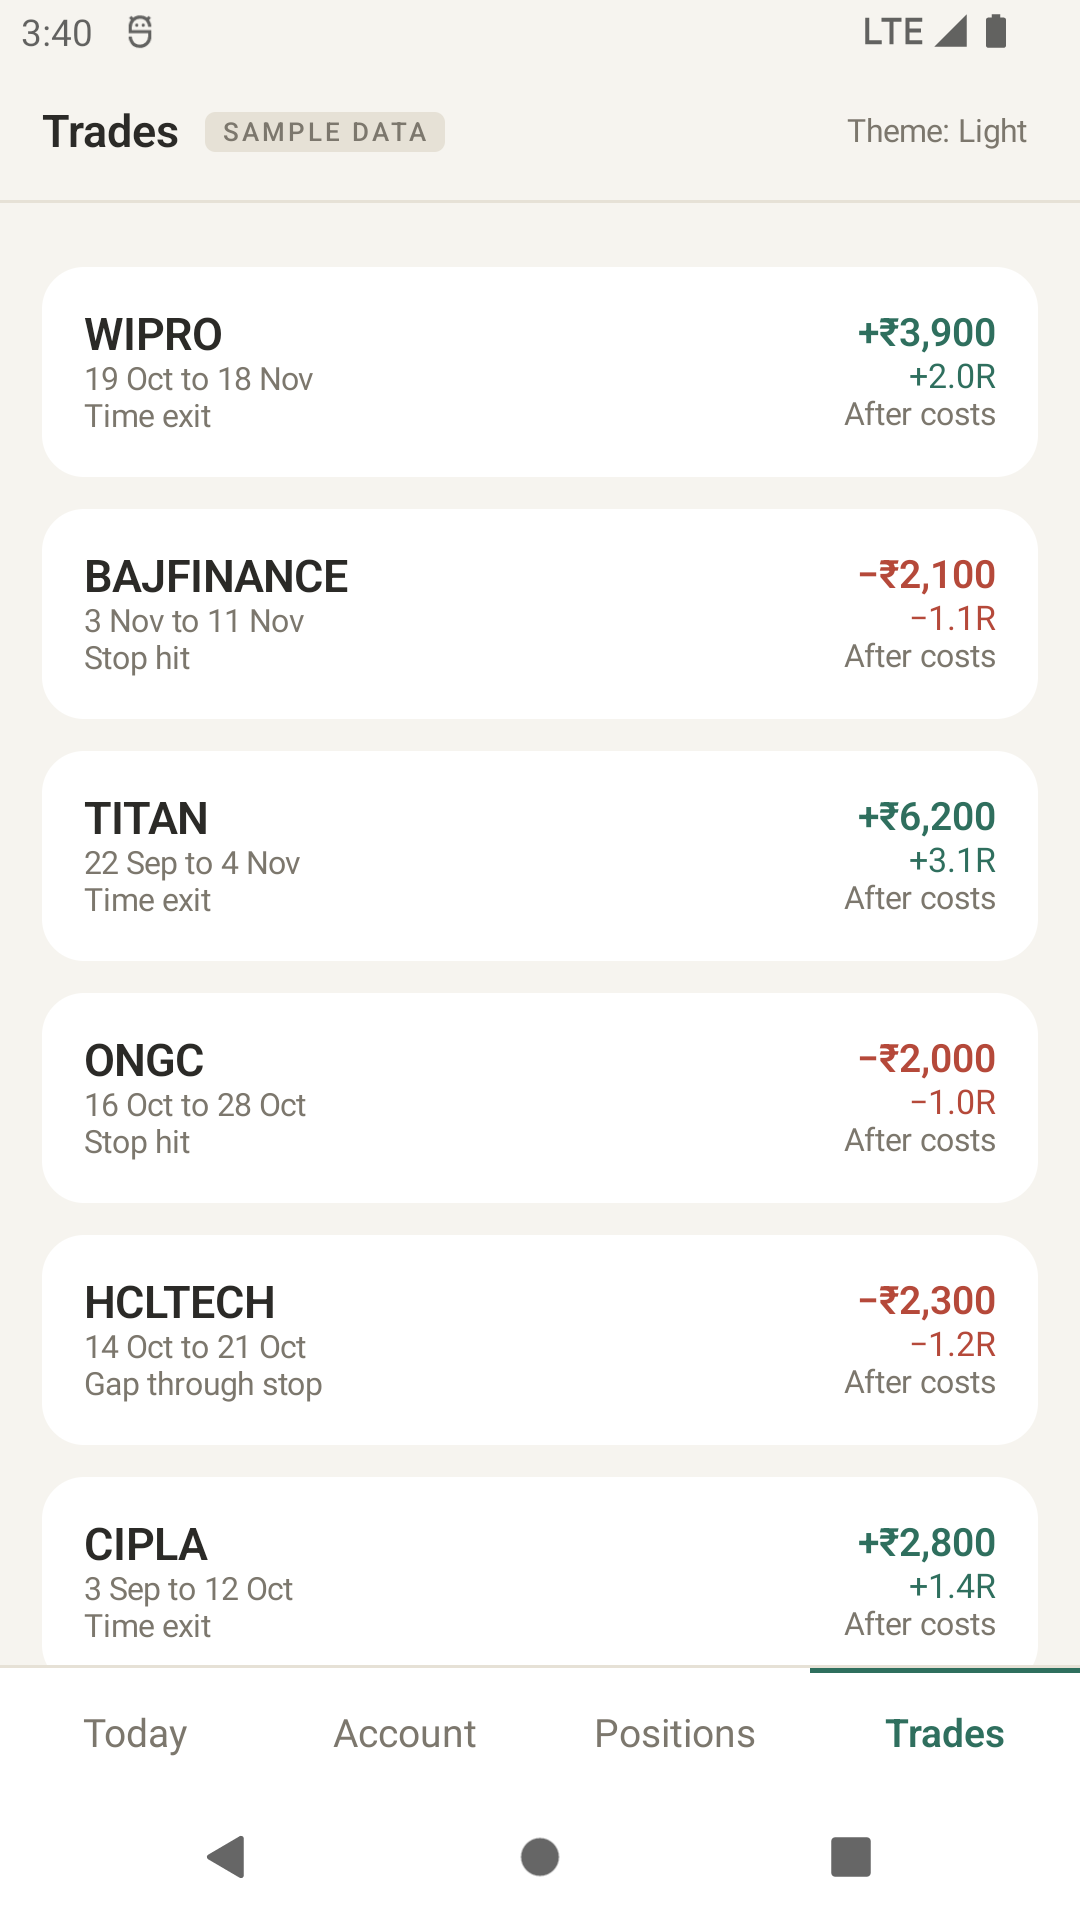 3:40 LTE
Trades SAMPLE DATA Theme: Light
WIPRO +₹3,900
19 Oct to 18 Nov +2.0R
Time exit After costs
BAJFINANCE −₹2,100
3 Nov to 11 Nov −1.1R
Stop hit After costs
TITAN +₹6,200
22 Sep to 4 Nov +3.1R
Time exit After costs
ONGC −₹2,000
16 Oct to 28 Oct −1.0R
Stop hit After costs
HCLTECH −₹2,300
14 Oct to 21 Oct −1.2R
Gap through stop After costs
CIPLA +₹2,800
3 Sep to 12 Oct +1.4R
Time exit After costs
Today Account Positions Trades